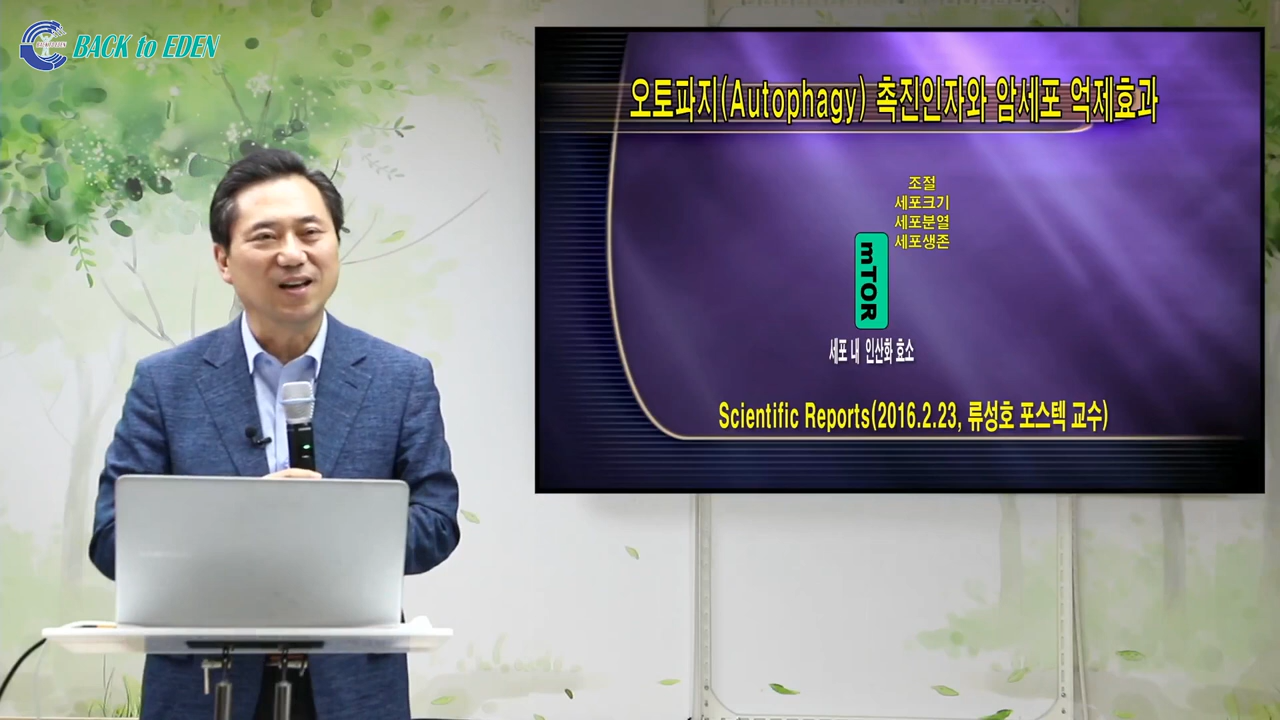 BACK to EDEN
오토파지(Autophagy) 촉진인자와 암세포 억제효과
조절
세포크기
세포분열
세포생존
mTOR
세포 내 인산화 효소
Scientific Reports(2016.2.23, 류성호 포스텍 교수)